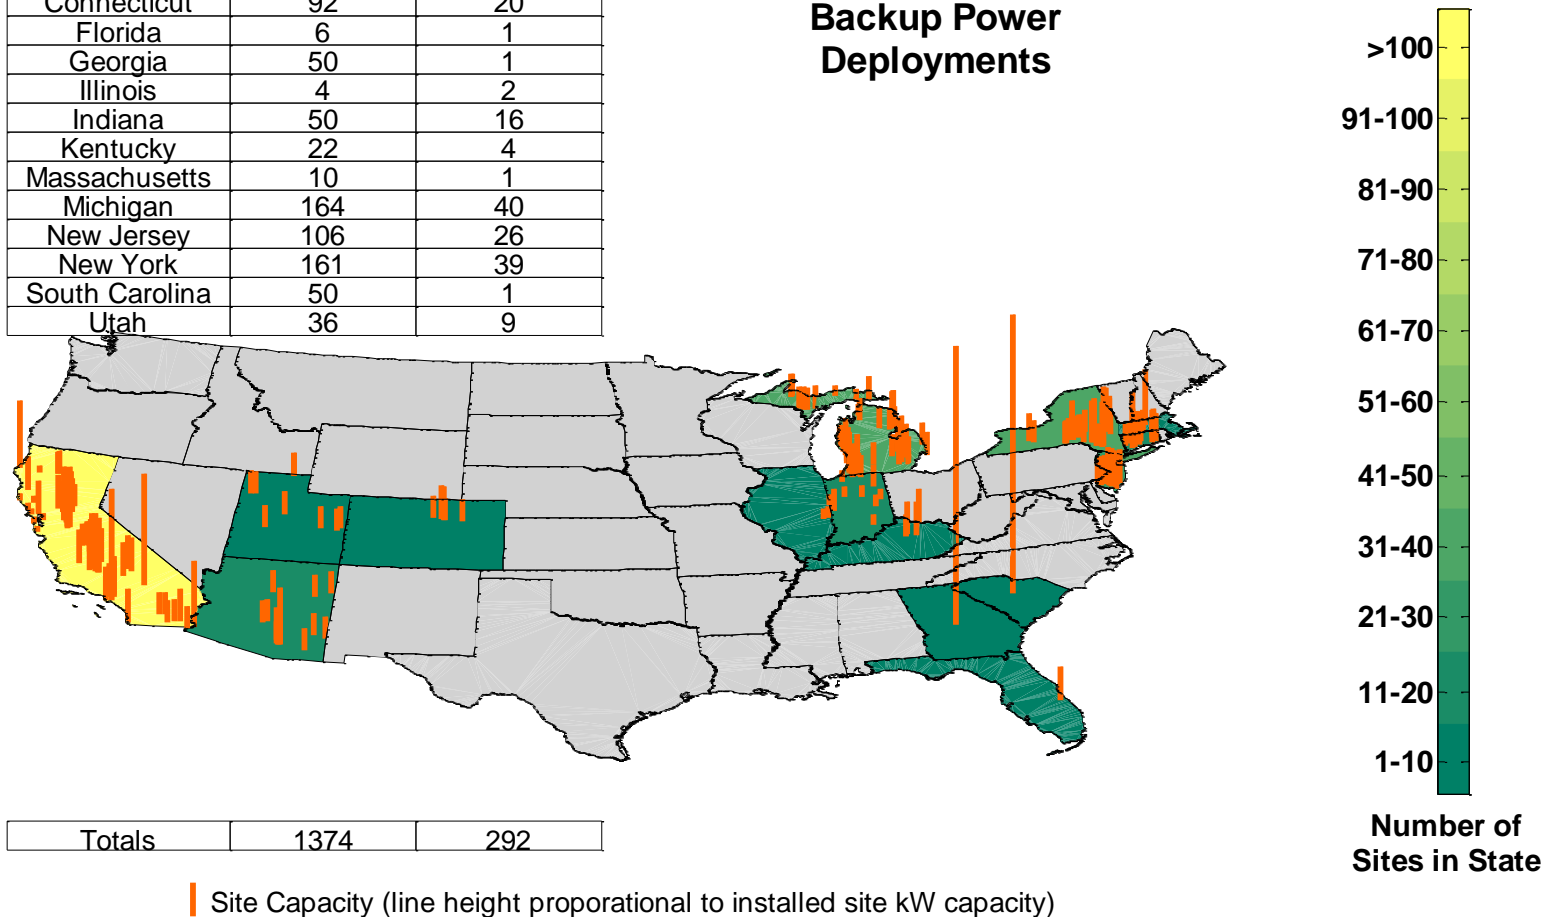 Connecticut 92 20
Florida 6 1
Georgia 50 1
Illinois 4 2
Indiana 50 16
Kentucky 22 4
Massachusetts 10 1
Michigan 164 40
New Jersey 106 26
New York 161 39
South Carolina 50 1
Utah 36 9
Backup Power
Deployments
>100
91-100
81-90
71-80
61-70
51-60
41-50
31-40
21-30
11-20
1-10
Number of
Sites in State
Totals 1374 292
Site Capacity (line height proporational to installed site kW capacity)